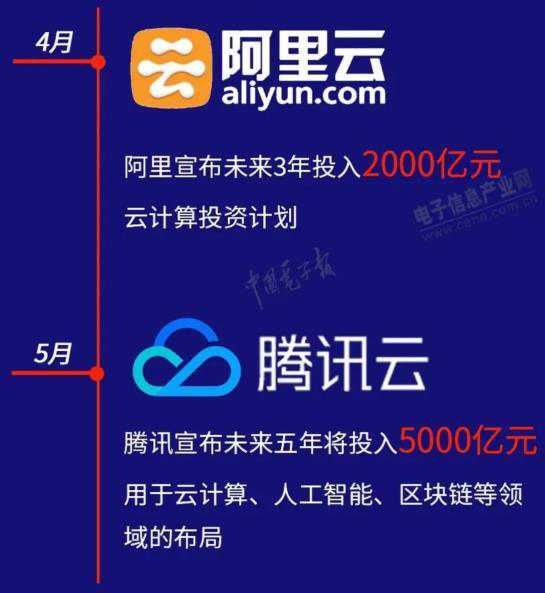 4月
阿里云
aliyun.com
阿里宣布未来3年投入2000亿元
云计算投资计划
电子信息产业网
www.cena.com.cn
中国电子报
5月
腾讯云
腾讯宣布未来五年将投入5000亿元
用于云计算、人工智能、区块链等领
域的布局